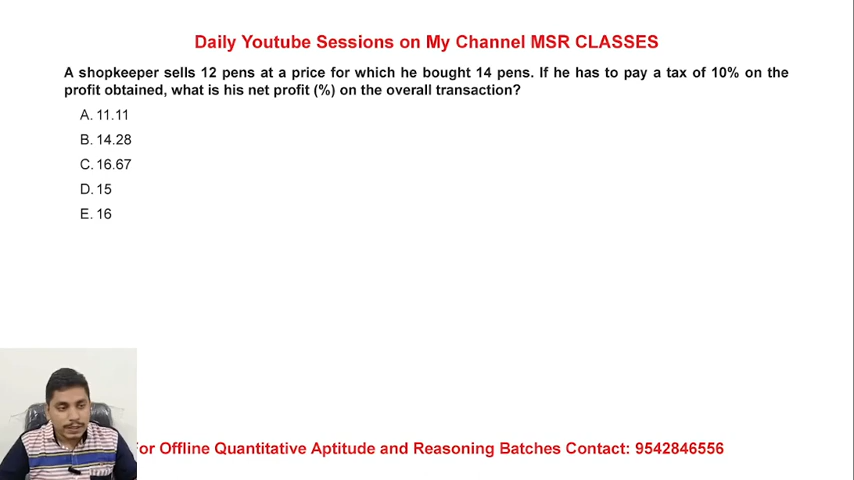 Daily Youtube Sessions on My Channel MSR CLASSES
A shopkeeper sells 12 pens at a price for which he bought 14 pens. If he has to pay a tax of 10% on the
profit obtained, what is his net profit (%) on the overall transaction?
A. 11.11
B. 14.28
C. 16.67
D. 15
E. 16
Offline Quantitative Aptitude and Reasoning Batches Contact: 9542846556